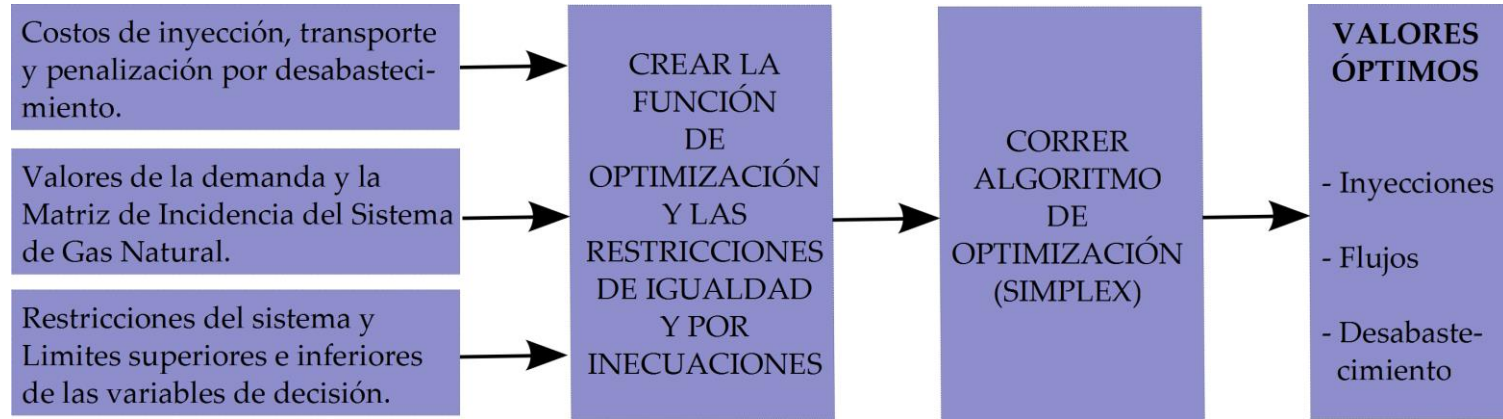 Costos de inyección, transporte
y penalización por desabasteci-
miento.
Valores de la demanda y la
Matriz de Incidencia del Sistema
de Gas Natural.
Restricciones del sistema y
Limites superiores e inferiores
de las variables de decisión.
CREAR LA
FUNCIÓN
DE
OPTIMIZACIÓN
Y LAS
RESTRICCIONES
DE IGUALDAD
Y POR
INECUACIONES
CORRER
ALGORITMO
DE
OPTIMIZACIÓN
(SIMPLEX)
VALORES
ÓPTIMOS
- Inyecciones
- Flujos
- Desabaste-
cimiento